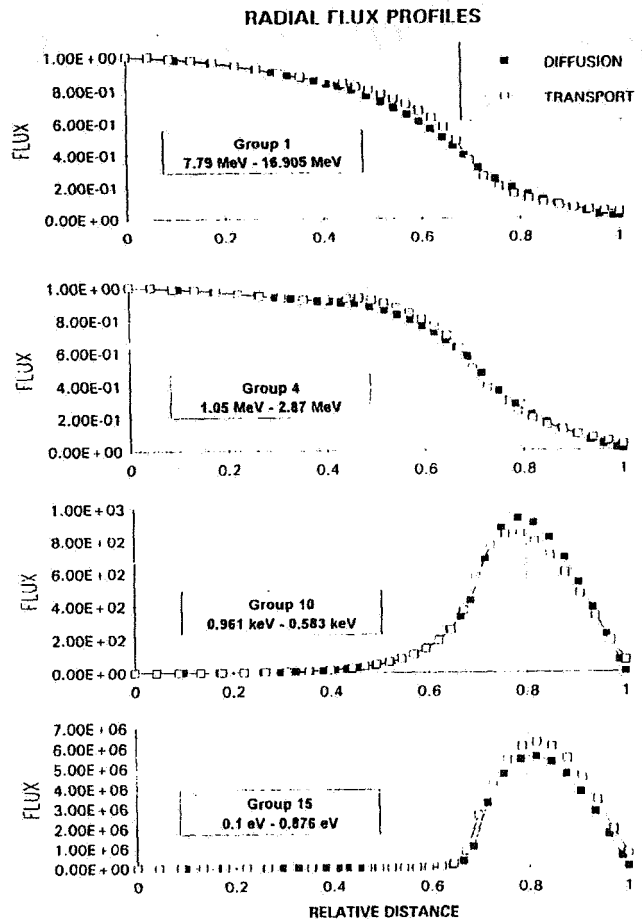 RADIAL FLUX PROFILES
DIFFUSION
TRANSPORT
FLUX
1.00E+00
8.00E-01
6.00E-01
4.00E-01
2.00E-01
0.00E+00
Group 1
7.79 MeV - 16.905 MeV
0 0.2 0.4 0.6 0.8 1
FLUX
1.00E+00
8.00E-01
6.00E-01
4.00E-01
2.00E-01
0.00E+00
Group 4
1.05 MeV - 2.87 MeV
0 0.2 0.4 0.6 0.8 1
FLUX
1.00E+03
8.00E+02
6.00E+02
4.00E+02
2.00E+02
0.00E+00
Group 10
0.961 keV - 0.583 keV
0 0.2 0.4 0.6 0.8 1
FLUX
7.00E+06
6.00E+06
5.00E+06
4.00E+06
3.00E+06
2.00E+06
1.00E+06
0.00E+00
Group 15
0.1 eV - 0.876 eV
0 0.2 0.4 0.6 0.8 1
RELATIVE DISTANCE